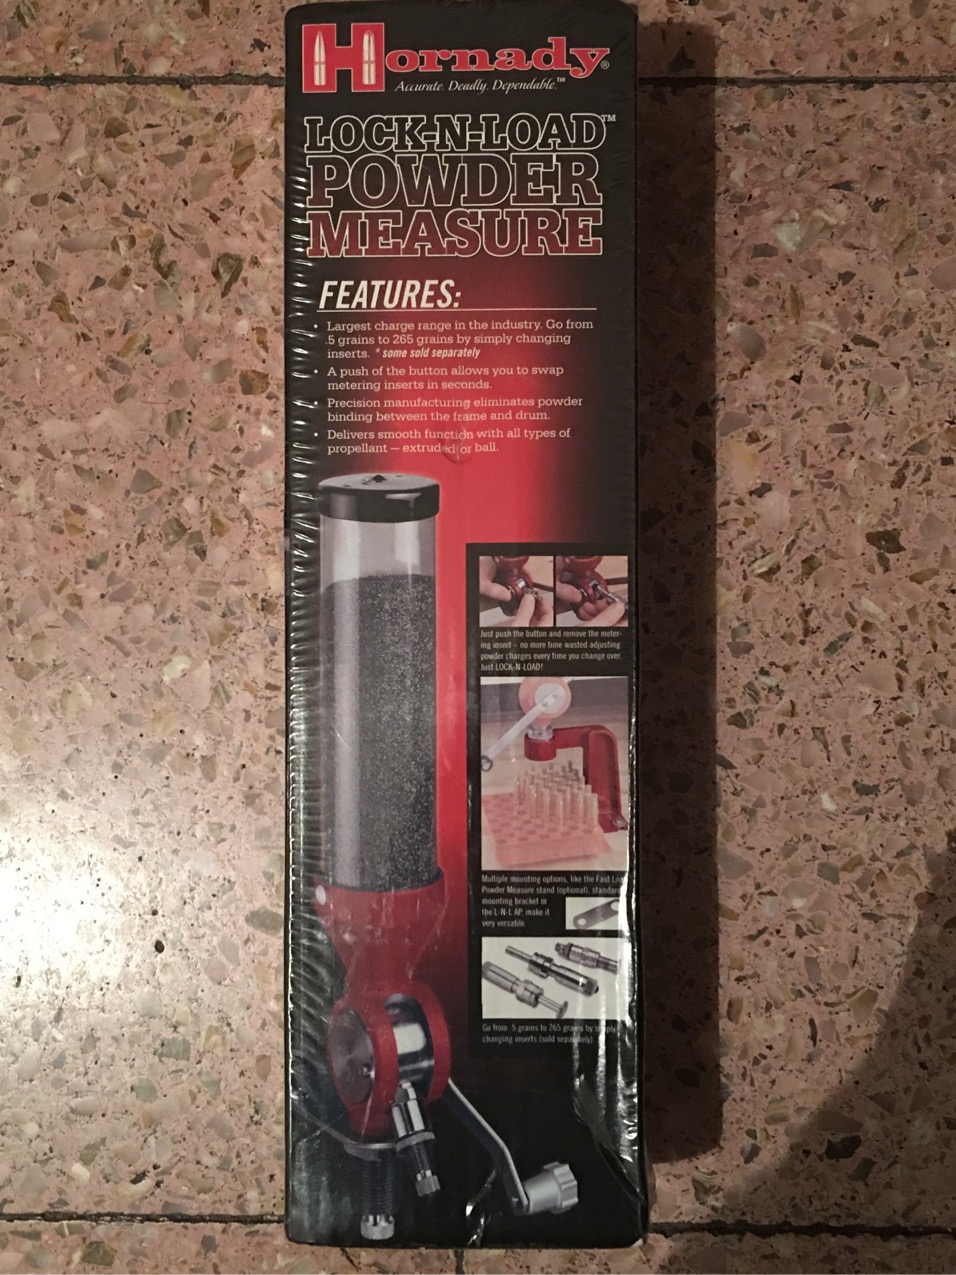 Hornady®
Accurate. Deadly. Dependable.™
LOCK-N-LOAD™
POWDER
MEASURE
FEATURES:
• Largest charge range in the industry. Go from
.5 grains to 265 grains by simply changing
inserts. * some sold separately
• A push of the button allows you to swap
metering inserts in seconds.
• Precision manufacturing eliminates powder
binding between the frame and drum.
• Delivers smooth function with all types of
propellant — extruded or ball.
Just push the button and remove the meter-
ing insert - no more time wasted adjusting
powder charges every time you change over.
Just LOCK-N-LOAD!
Multiple mounting options, like the Fast
Powder Measure stand (optional), standard
mounting bracket or
the L-N-L AP, make it
very versatile.
Go from .5 grains to 265 grains by simply
changing inserts (sold separately).